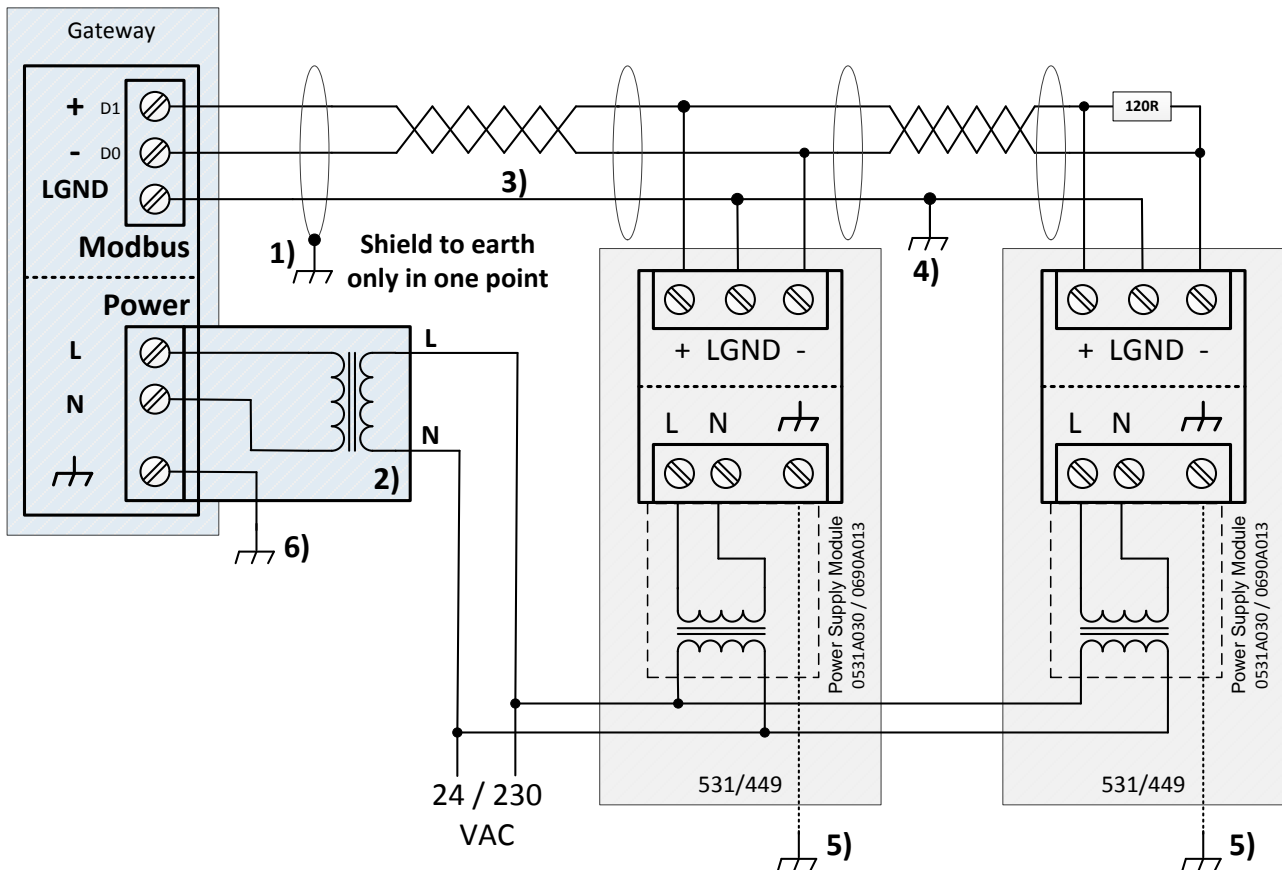 Gateway
+ D1
- D0
LGND
Modbus
Power
L
N
L
N
1)
Shield to earth
only in one point
2)
3)
4)
120R
6)
24 / 230
VAC
+ LGND -
L N
Power Supply Module
0531A030 / 0690A013
531/449
5)
+ LGND -
L N
Power Supply Module
0531A030 / 0690A013
531/449
5)